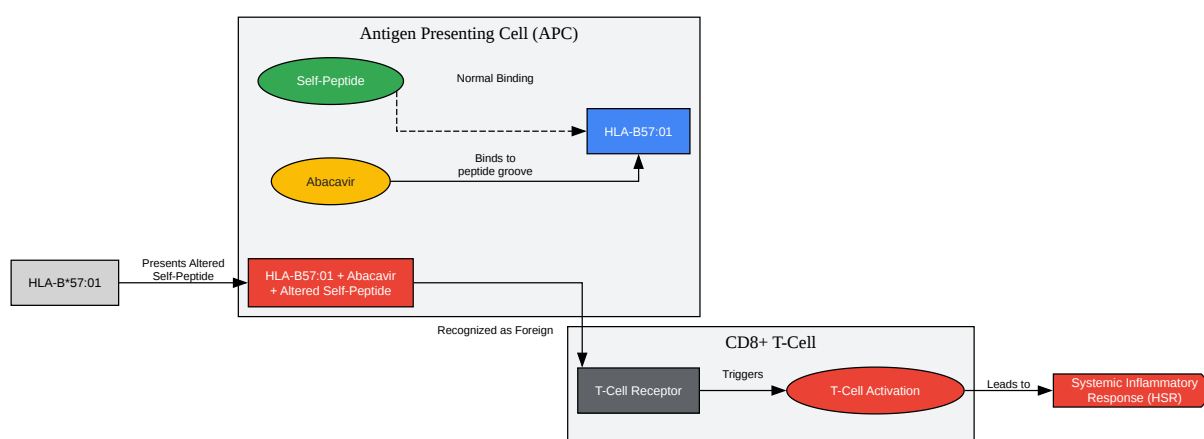 Antigen Presenting Cell (APC)
Self-Peptide
Normal Binding
HLA-B57:01
Binds to
peptide groove
Abacavir
HLA-B*57:01
Presents Altered
Self-Peptide
HLA-B57:01 + Abacavir
+ Altered Self-Peptide
Recognized as Foreign
CD8+ T-Cell
T-Cell Receptor
Triggers
T-Cell Activation
Leads to
Systemic Inflammatory
Response (HSR)